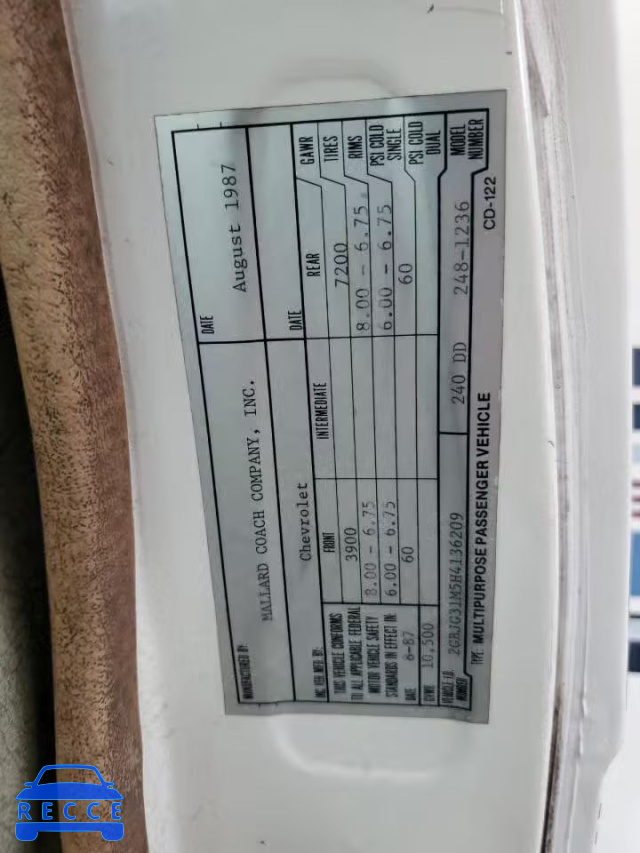 MANUFACTURED BY: DATE
MALLARD COACH COMPANY, INC. August 1987
INC VEH MFD BY: Chevrolet DATE
THIS VEHICLE CONFORMS FRONT INTERMEDIATE REAR GAWR
TO ALL APPLICABLE FEDERAL 3900 7200 TIRES
MOTOR VEHICLE SAFETY 8.00 - 6.75 8.00 - 6.75 RIMS
STANDARDS IN EFFECT IN: 6.00 - 6.75 6.00 - 6.75 PSI COLD SINGLE
DATE 6-87 60 60 PSI COLD DUAL
GVWR 10,500
VEHICLE I.D. NUMBER 2GBJG31M5H4136209 240 DD 248-1236 MODEL NUMBER
TYPE: MULTIPURPOSE PASSENGER VEHICLE CD-122
RECCE